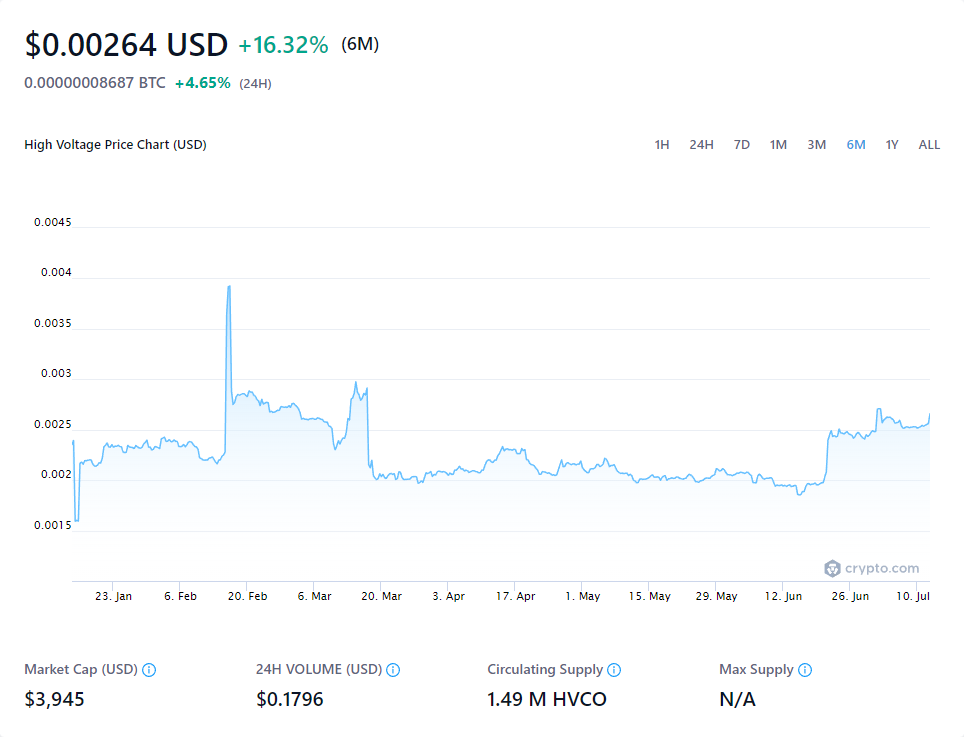 $0.00264 USD +16.32% (6M)
0.00000008687 BTC +4.65% (24H)
High Voltage Price Chart (USD) 1H 24H 7D 1M 3M 6M 1Y ALL
0.0045
0.004
0.0035
0.003
0.0025
0.002
0.0015
crypto.com
23. Jan 6. Feb 20. Feb 6. Mar 20. Mar 3. Apr 17. Apr 1. May 15. May 29. May 12. Jun 26. Jun 10. Jul
Market Cap (USD) 24H VOLUME (USD) Circulating Supply Max Supply
$3,945 $0.1796 1.49 M HVCO N/A